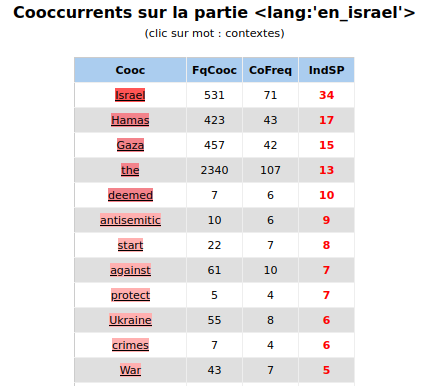 Cooccurrents sur la partie <lang:'en_israel'>
(clic sur mot : contextes)
Cooc FqCooc CoFreq IndSP
Israel 531 71 34
Hamas 423 43 17
Gaza 457 42 15
the 2340 107 13
deemed 7 6 10
antisemitic 10 6 9
start 22 7 8
against 61 10 7
protect 5 4 7
Ukraine 55 8 6
crimes 7 4 6
War 43 7 5